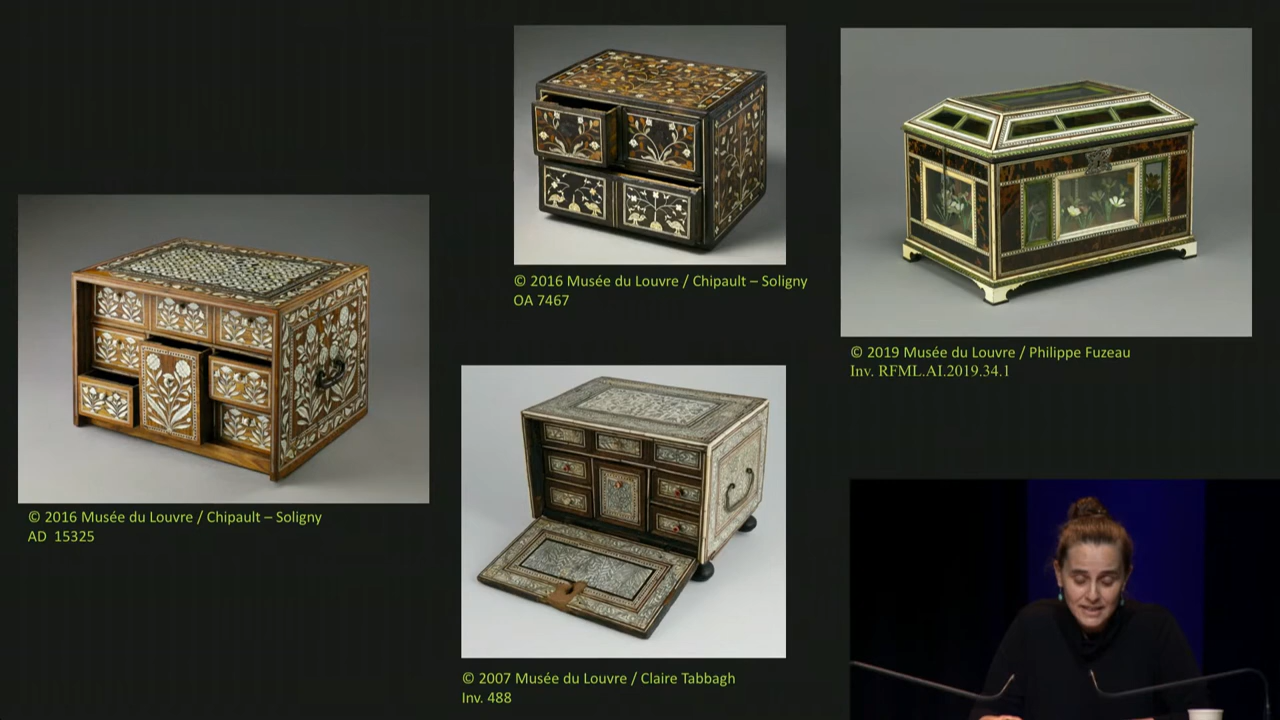 © 2016 Musée du Louvre / Chipault – Soligny
OA 7467
© 2019 Musée du Louvre / Philippe Fuzeau
Inv. RFML.AI.2019.34.1
© 2016 Musée du Louvre / Chipault – Soligny
AD 15325
© 2007 Musée du Louvre / Claire Tabbagh
Inv. 488